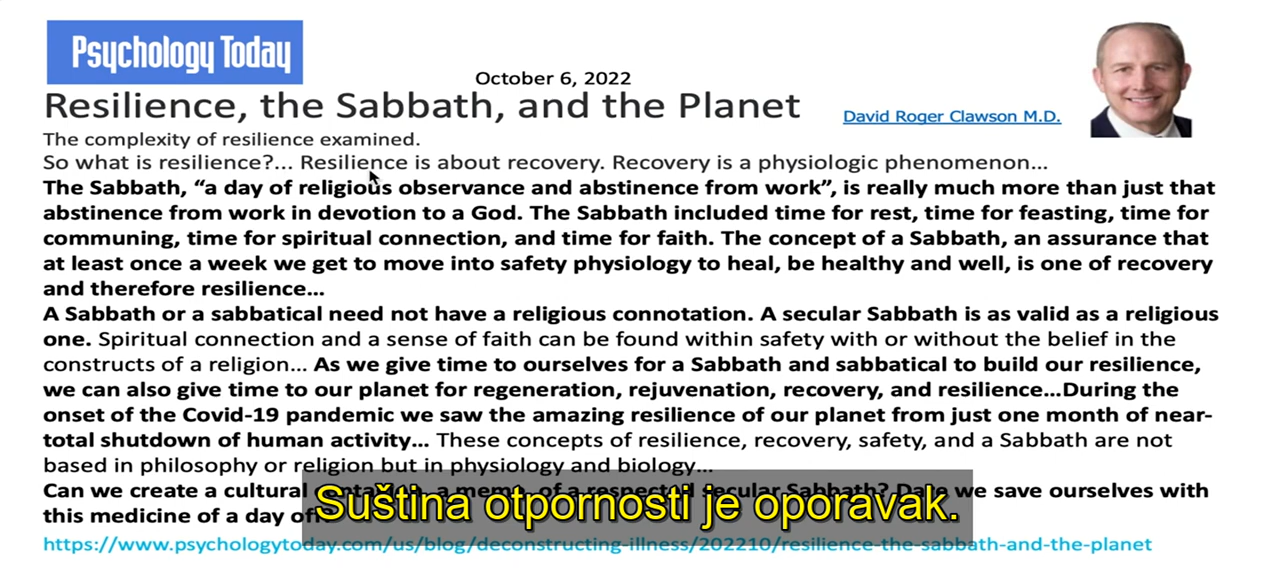 Psychology Today
October 6, 2022
Resilience, the Sabbath, and the Planet
David Roger Clawson M.D.
The complexity of resilience examined.
So what is resilience?... Resilience is about recovery. Recovery is a physiologic phenomenon...
The Sabbath, “a day of religious observance and abstinence from work”, is really much more than just that
abstinence from work in devotion to a God. The Sabbath included time for rest, time for feasting, time for
communing, time for spiritual connection, and time for faith. The concept of a Sabbath, an assurance that
at least once a week we get to move into safety physiology to heal, be healthy and well, is one of recovery
and therefore resilience...
A Sabbath or a sabbatical need not have a religious connotation. A secular Sabbath is as valid as a religious
one. Spiritual connection and a sense of faith can be found within safety with or without the belief in the
constructs of a religion... As we give time to ourselves for a Sabbath and sabbatical to build our resilience,
we can also give time to our planet for regeneration, rejuvenation, recovery, and resilience...During the
onset of the Covid-19 pandemic we saw the amazing resilience of our planet from just one month of near-
total shutdown of human activity... These concepts of resilience, recovery, safety, and a Sabbath are not
based in philosophy or religion but in physiology and biology...
Can we create a cultural a meme, of a respected secular Sabbath? Dare we save ourselves with
this medicine of a day
Suština otpornosti je oporavak.
https://www.psychologytoday.com/us/blog/deconstructing-illness/202210/resilience-the-sabbath-and-the-planet